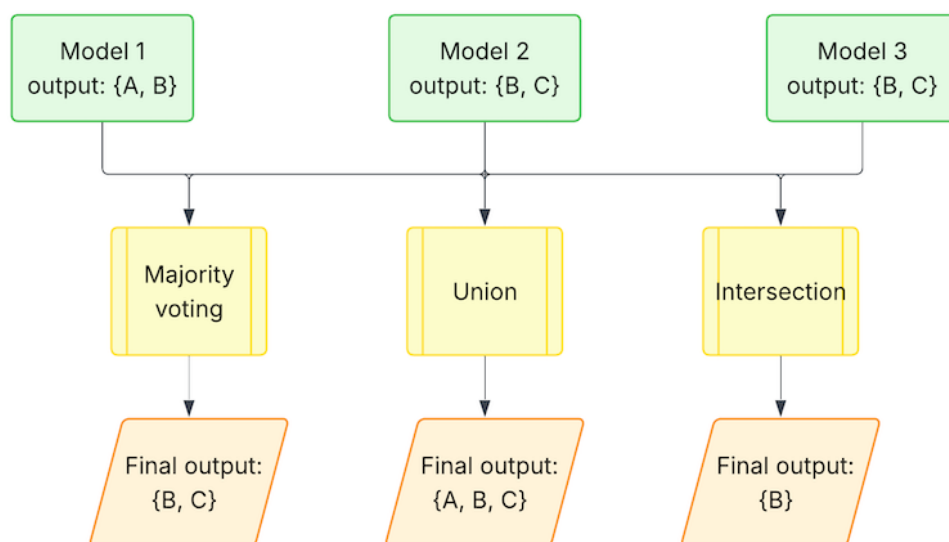 Model 1
output: {A, B}
Model 2
output: {B, C}
Model 3
output: {B, C}
Majority
voting
Union
Intersection
Final output:
{B, C}
Final output:
{A, B, C}
Final output:
{B}